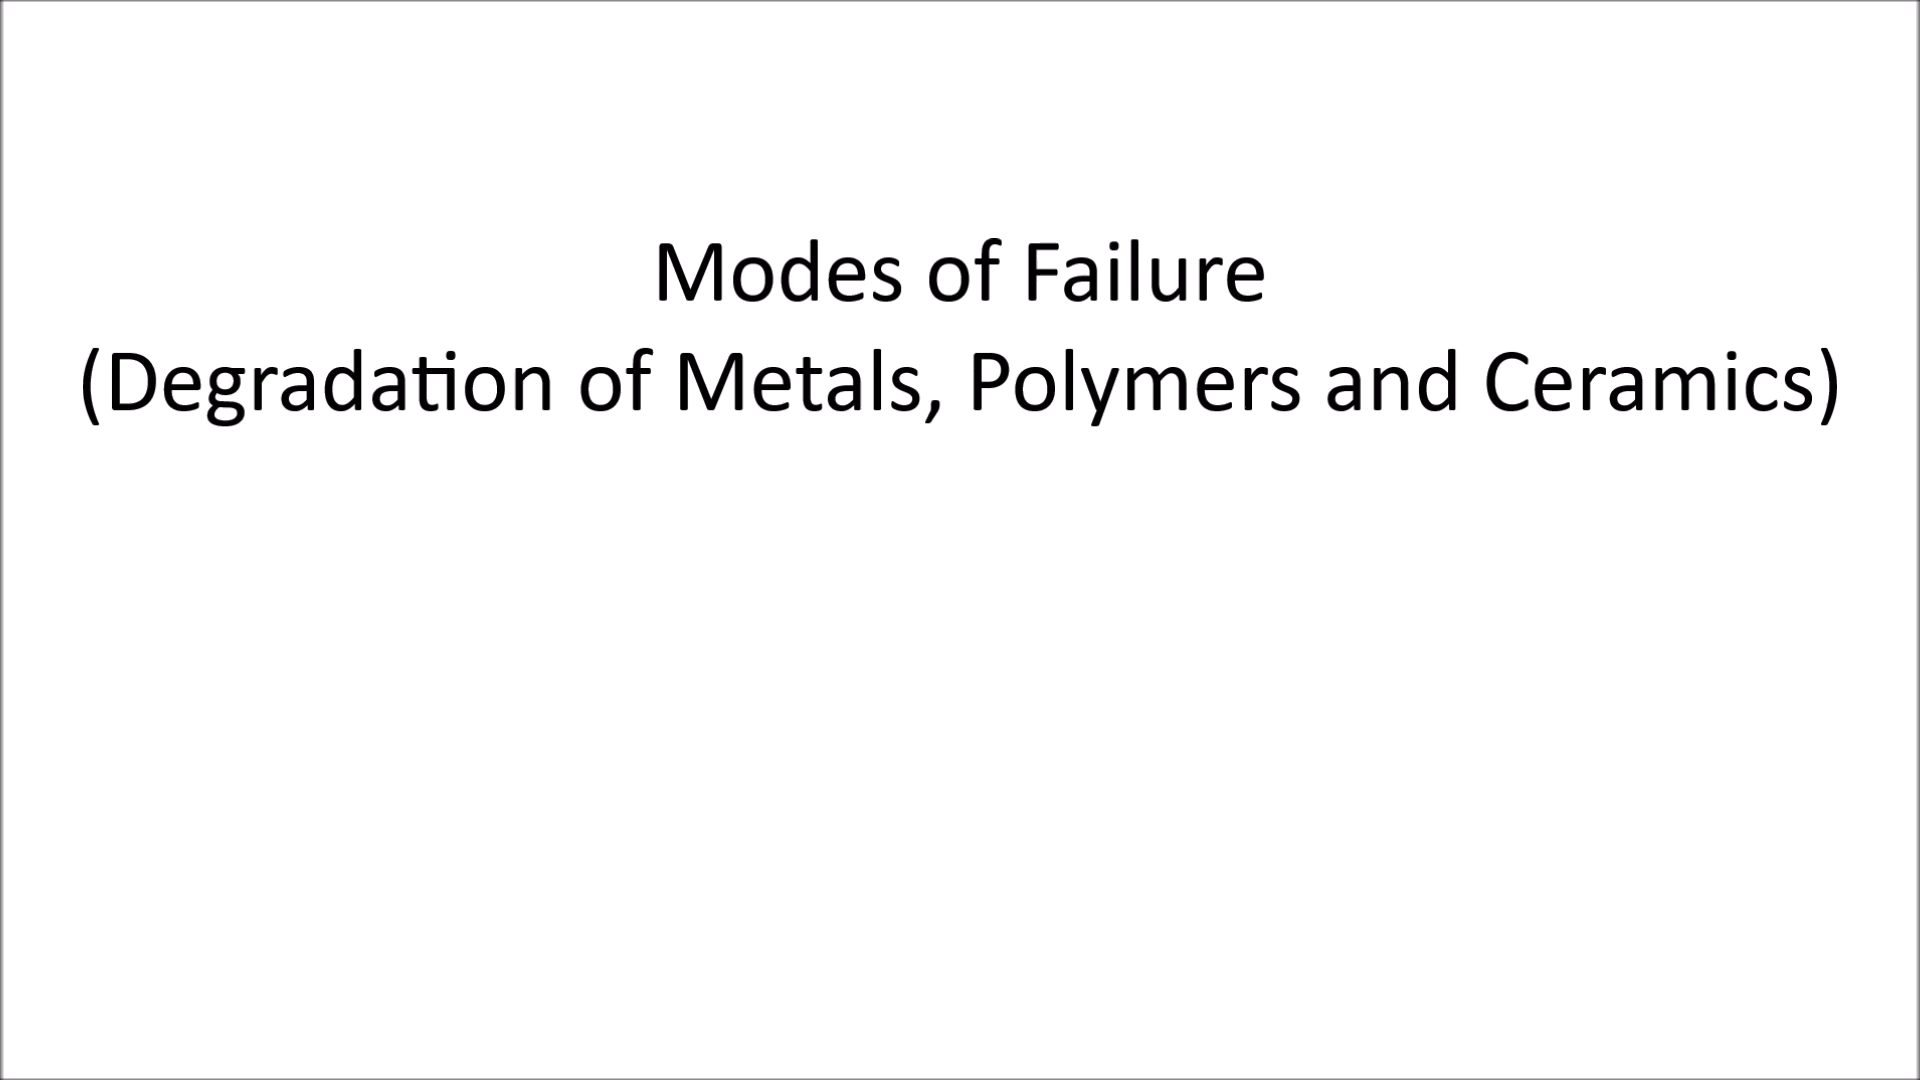 Modes of Failure
(Degradation of Metals, Polymers and Ceramics)